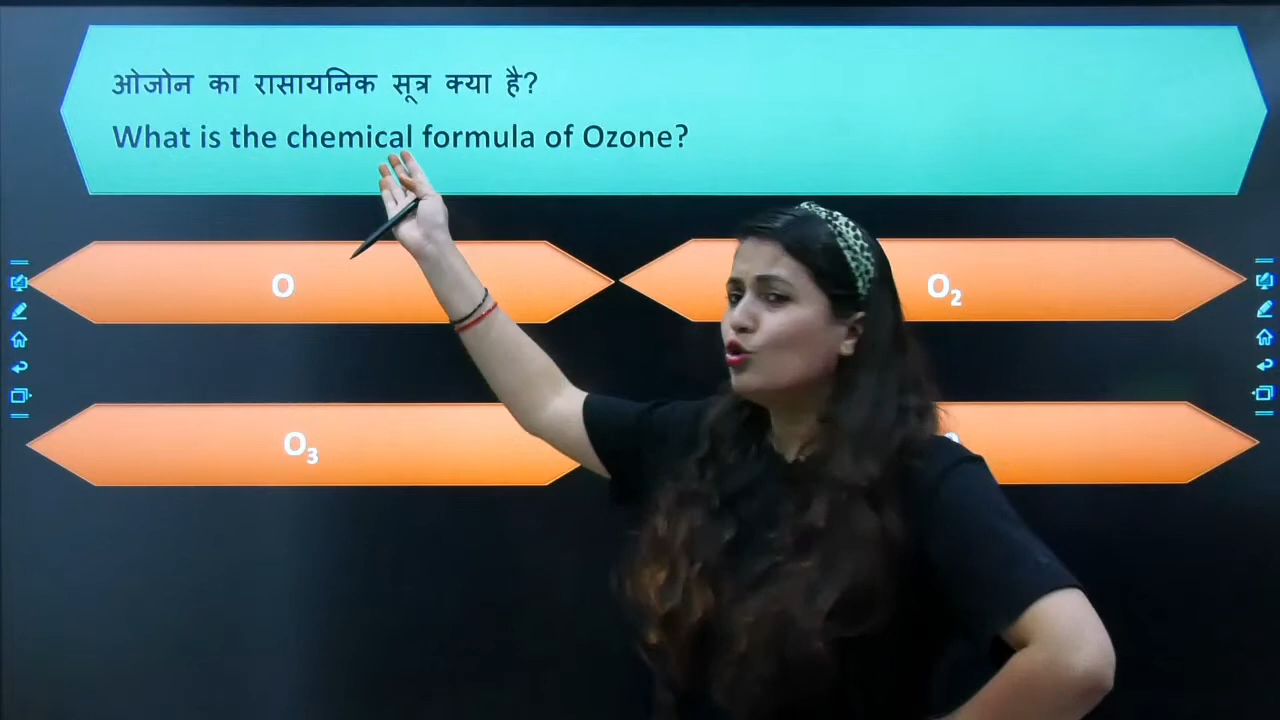 ओजोन का रासायनिक सूत्र क्या है?
What is the chemical formula of Ozone?
O
O₂
O₃